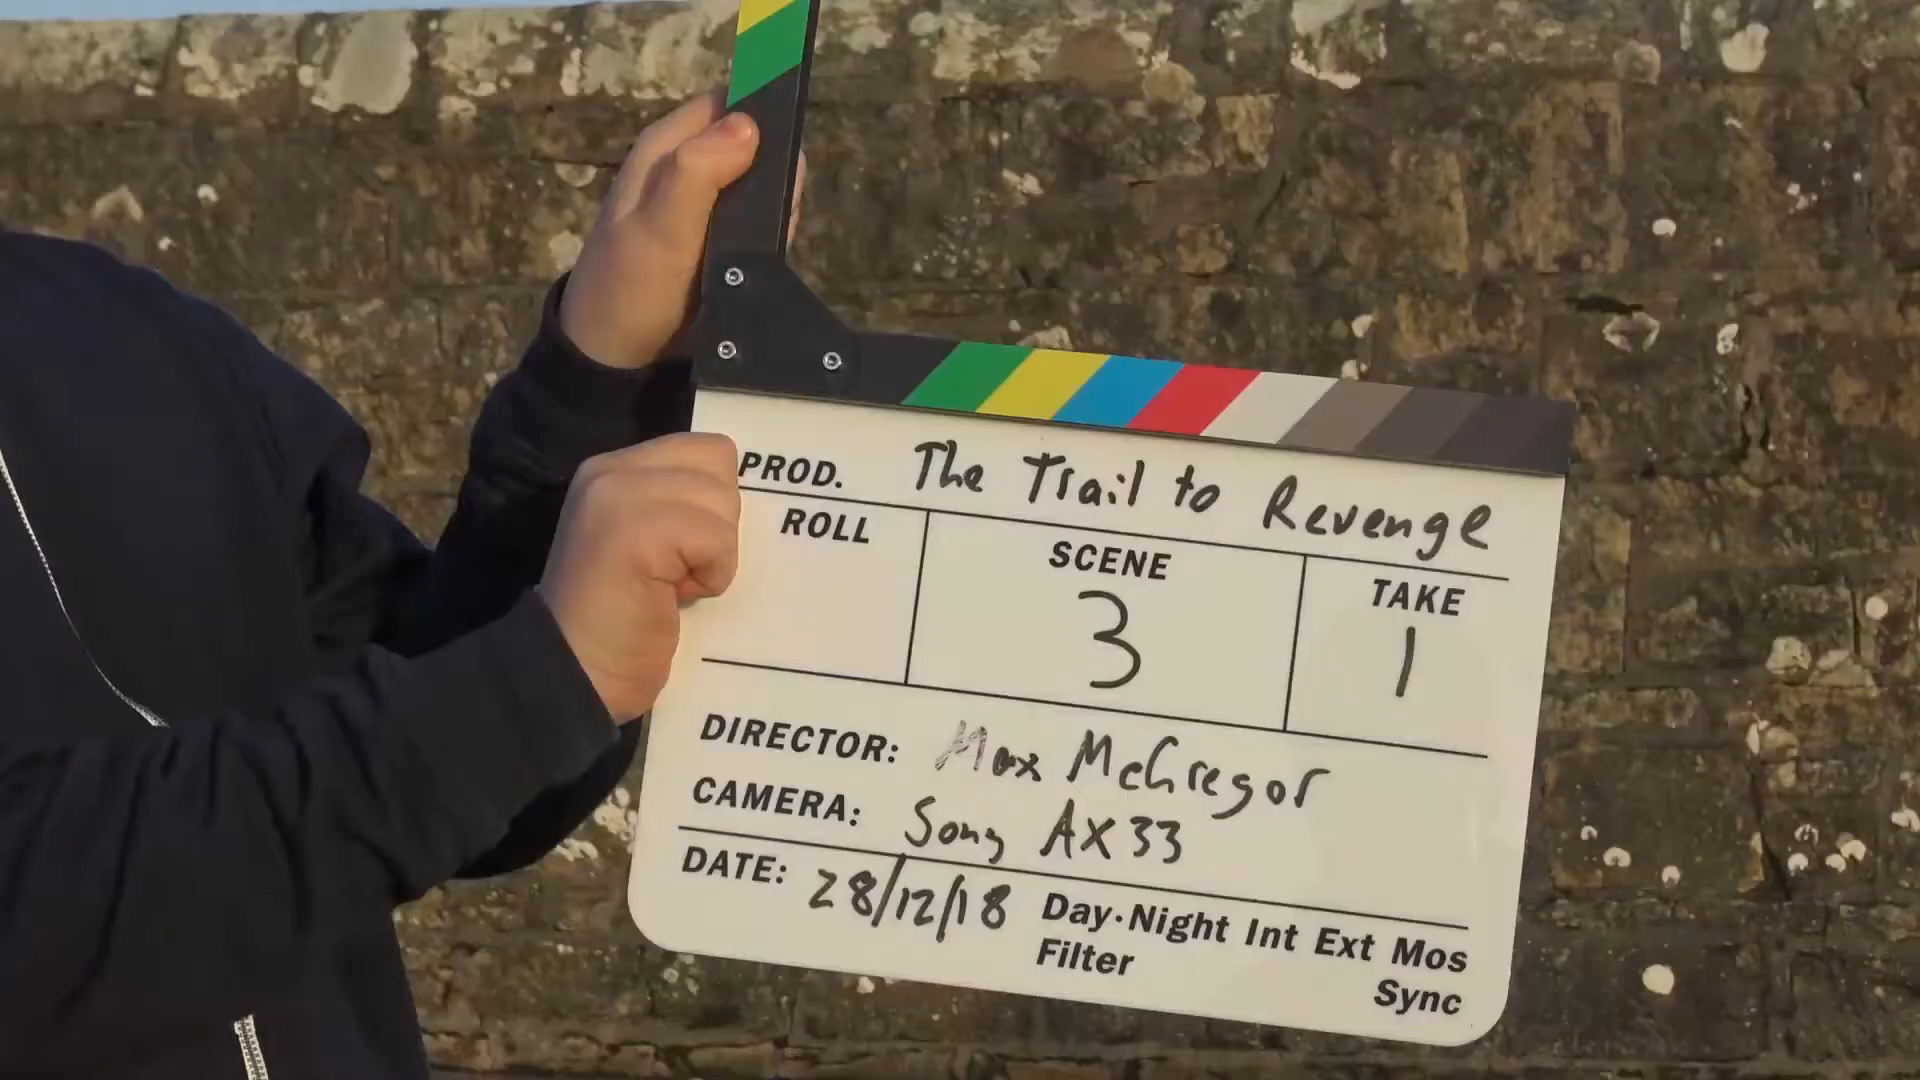 PROD. The Trail to Revenge
ROLL SCENE TAKE
3 1
DIRECTOR: Max McGregor
CAMERA: Sony AX33
DATE: 28/12/18 Day·Night Int Ext Mos
Filter Sync